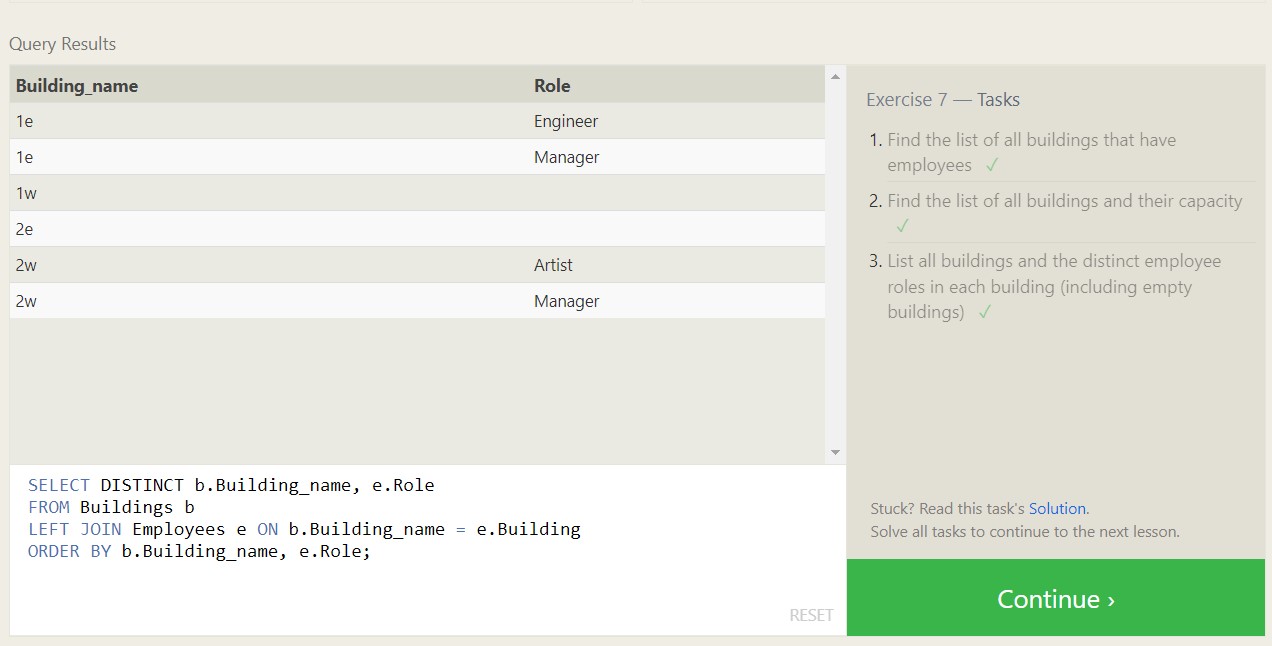 Query Results
Building_name Role
1e Engineer
1e Manager
1w
2e
2w Artist
2w Manager
SELECT DISTINCT b.Building_name, e.Role
FROM Buildings b
LEFT JOIN Employees e ON b.Building_name = e.Building
ORDER BY b.Building_name, e.Role;
RESET
Exercise 7 — Tasks
1. Find the list of all buildings that have
employees ✓
2. Find the list of all buildings and their capacity
✓
3. List all buildings and the distinct employee
roles in each building (including empty
buildings) ✓
Stuck? Read this task's Solution.
Solve all tasks to continue to the next lesson.
Continue ›